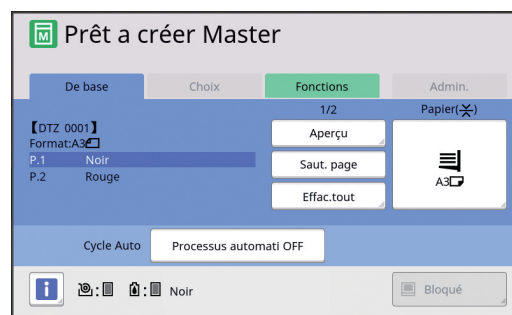 Prêt a créer Master
De base
Choix
Fonctions
Admin.
1/2
Papier( )
【DTZ 0001】
Format:A3
P.1 Noir
P.2 Rouge
Aperçu
Saut. page
Effac.tout
A3
Cycle Auto
Processus automati OFF
i : : Noir
Bloqué